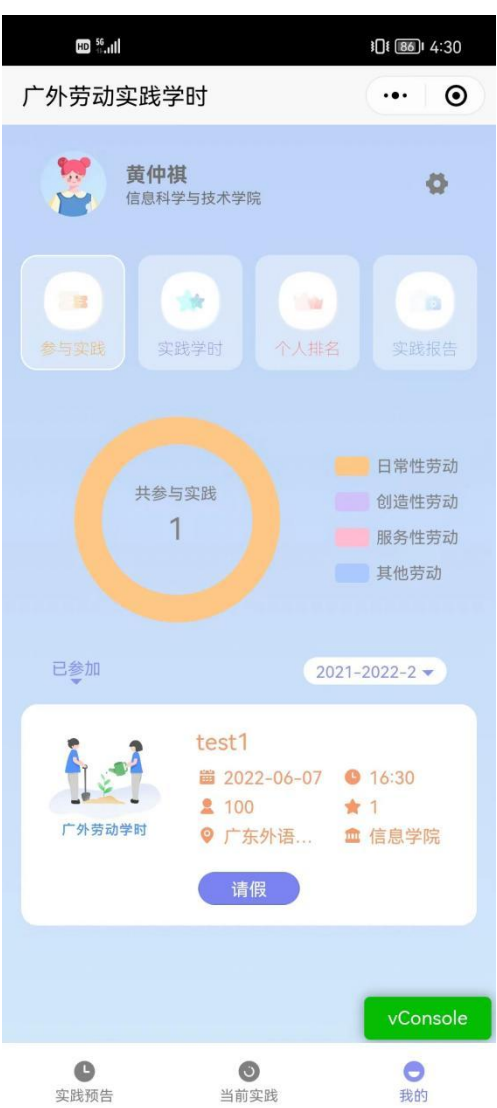 HD 5G 86 4:30
广外劳动实践学时
黄仲祺
信息科学与技术学院
参与实践 实践学时 个人排名 实践报告
共参与实践
1
日常性劳动
创造性劳动
服务性劳动
其他劳动
已参加 2021-2022-2
test1
2022-06-07 16:30
100 1
广东外语... 信息学院
广外劳动学时
请假
vConsole
实践预告 当前实践 我的